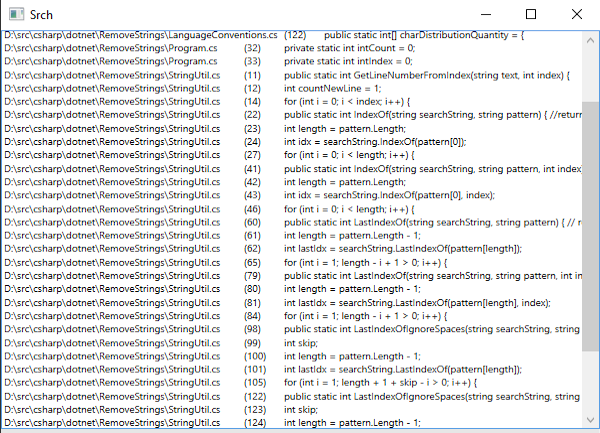 Srch
D:\src\csharp\dotnet\RemoveStrings\LanguageConventions.cs (122) public static int[] charDistributionQuantity = {
D:\src\csharp\dotnet\RemoveStrings\Program.cs (32) private static int intCount = 0;
D:\src\csharp\dotnet\RemoveStrings\Program.cs (33) private static int intIndex = 0;
D:\src\csharp\dotnet\RemoveStrings\StringUtil.cs (11) public static int GetLineNumberFromIndex(string text, int index) {
D:\src\csharp\dotnet\RemoveStrings\StringUtil.cs (12) int countNewLine = 1;
D:\src\csharp\dotnet\RemoveStrings\StringUtil.cs (14) for (int i = 0; i < index; i++) {
D:\src\csharp\dotnet\RemoveStrings\StringUtil.cs (22) public static int IndexOf(string searchString, string pattern) { //return
D:\src\csharp\dotnet\RemoveStrings\StringUtil.cs (23) int length = pattern.Length;
D:\src\csharp\dotnet\RemoveStrings\StringUtil.cs (24) int idx = searchString.IndexOf(pattern[0]);
D:\src\csharp\dotnet\RemoveStrings\StringUtil.cs (27) for (int i = 0; i < length; i++) {
D:\src\csharp\dotnet\RemoveStrings\StringUtil.cs (41) public static int IndexOf(string searchString, string pattern, int index
D:\src\csharp\dotnet\RemoveStrings\StringUtil.cs (42) int length = pattern.Length;
D:\src\csharp\dotnet\RemoveStrings\StringUtil.cs (43) int idx = searchString.IndexOf(pattern[0], index);
D:\src\csharp\dotnet\RemoveStrings\StringUtil.cs (46) for (int i = 0; i < length; i++) {
D:\src\csharp\dotnet\RemoveStrings\StringUtil.cs (60) public static int LastIndexOf(string searchString, string pattern) { // r
D:\src\csharp\dotnet\RemoveStrings\StringUtil.cs (61) int length = pattern.Length - 1;
D:\src\csharp\dotnet\RemoveStrings\StringUtil.cs (62) int lastIdx = searchString.LastIndexOf(pattern[length]);
D:\src\csharp\dotnet\RemoveStrings\StringUtil.cs (65) for (int i = 1; length - i + 1 > 0; i++) {
D:\src\csharp\dotnet\RemoveStrings\StringUtil.cs (79) public static int LastIndexOf(string searchString, string pattern, int in
D:\src\csharp\dotnet\RemoveStrings\StringUtil.cs (80) int length = pattern.Length - 1;
D:\src\csharp\dotnet\RemoveStrings\StringUtil.cs (81) int lastIdx = searchString.LastIndexOf(pattern[length], index);
D:\src\csharp\dotnet\RemoveStrings\StringUtil.cs (84) for (int i = 1; length - i + 1 > 0; i++) {
D:\src\csharp\dotnet\RemoveStrings\StringUtil.cs (98) public static int LastIndexOfIgnoreSpaces(string searchString, string
D:\src\csharp\dotnet\RemoveStrings\StringUtil.cs (99) int skip;
D:\src\csharp\dotnet\RemoveStrings\StringUtil.cs (100) int length = pattern.Length - 1;
D:\src\csharp\dotnet\RemoveStrings\StringUtil.cs (101) int lastIdx = searchString.LastIndexOf(pattern[length]);
D:\src\csharp\dotnet\RemoveStrings\StringUtil.cs (105) for (int i = 1; length + 1 + skip - i > 0; i++) {
D:\src\csharp\dotnet\RemoveStrings\StringUtil.cs (122) public static int LastIndexOfIgnoreSpaces(string searchString, string
D:\src\csharp\dotnet\RemoveStrings\StringUtil.cs (123) int skip;
D:\src\csharp\dotnet\RemoveStrings\StringUtil.cs (124) int length = pattern.Length - 1;